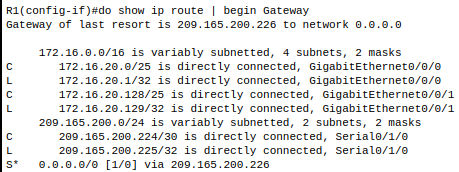 R1(config-if)#do show ip route | begin Gateway
Gateway of last resort is 209.165.200.226 to network 0.0.0.0
172.16.0.0/16 is variably subnetted, 4 subnets, 2 masks
C 172.16.20.0/25 is directly connected, GigabitEthernet0/0/0
L 172.16.20.1/32 is directly connected, GigabitEthernet0/0/0
C 172.16.20.128/25 is directly connected, GigabitEthernet0/0/1
L 172.16.20.129/32 is directly connected, GigabitEthernet0/0/1
209.165.200.0/24 is variably subnetted, 2 subnets, 2 masks
C 209.165.200.224/30 is directly connected, Serial0/1/0
L 209.165.200.225/32 is directly connected, Serial0/1/0
S* 0.0.0.0/0 [1/0] via 209.165.200.226